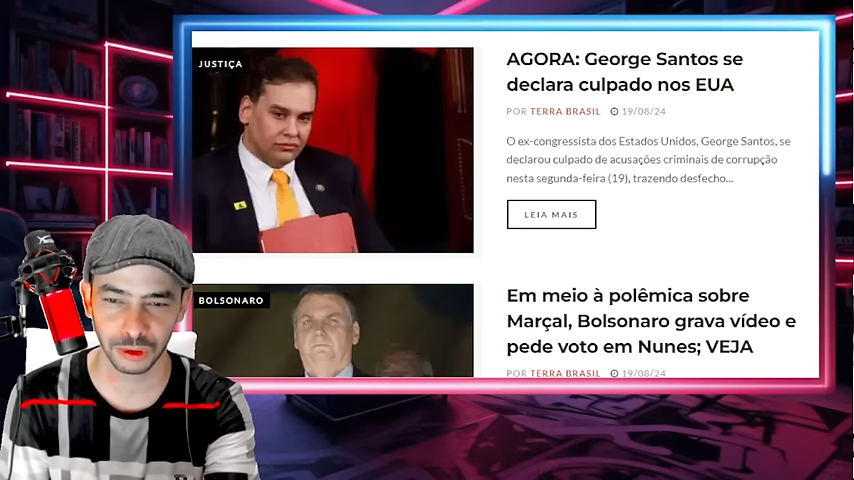 JUSTIÇA
AGORA: George Santos se
declara culpado nos EUA
POR TERRA BRASIL 19/08/24
O ex-congressista dos Estados Unidos, George Santos, se
declarou culpado de acusações criminais de corrupção
nesta segunda-feira (19), trazendo desfecho...
LEIA MAIS
BOLSONARO
Em meio à polêmica sobre
Marçal, Bolsonaro grava vídeo e
pede voto em Nunes; VEJA
POR TERRA BRASIL 19/08/24